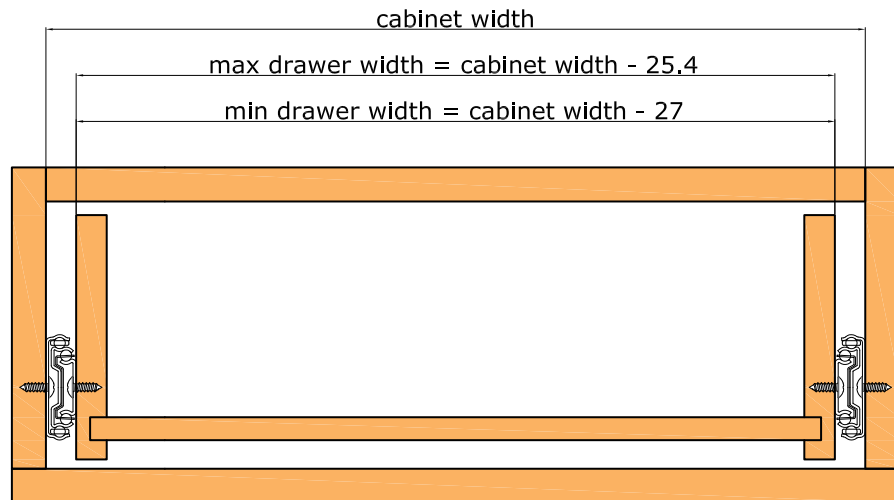 cabinet width
max drawer width = cabinet width - 25.4
min drawer width = cabinet width - 27